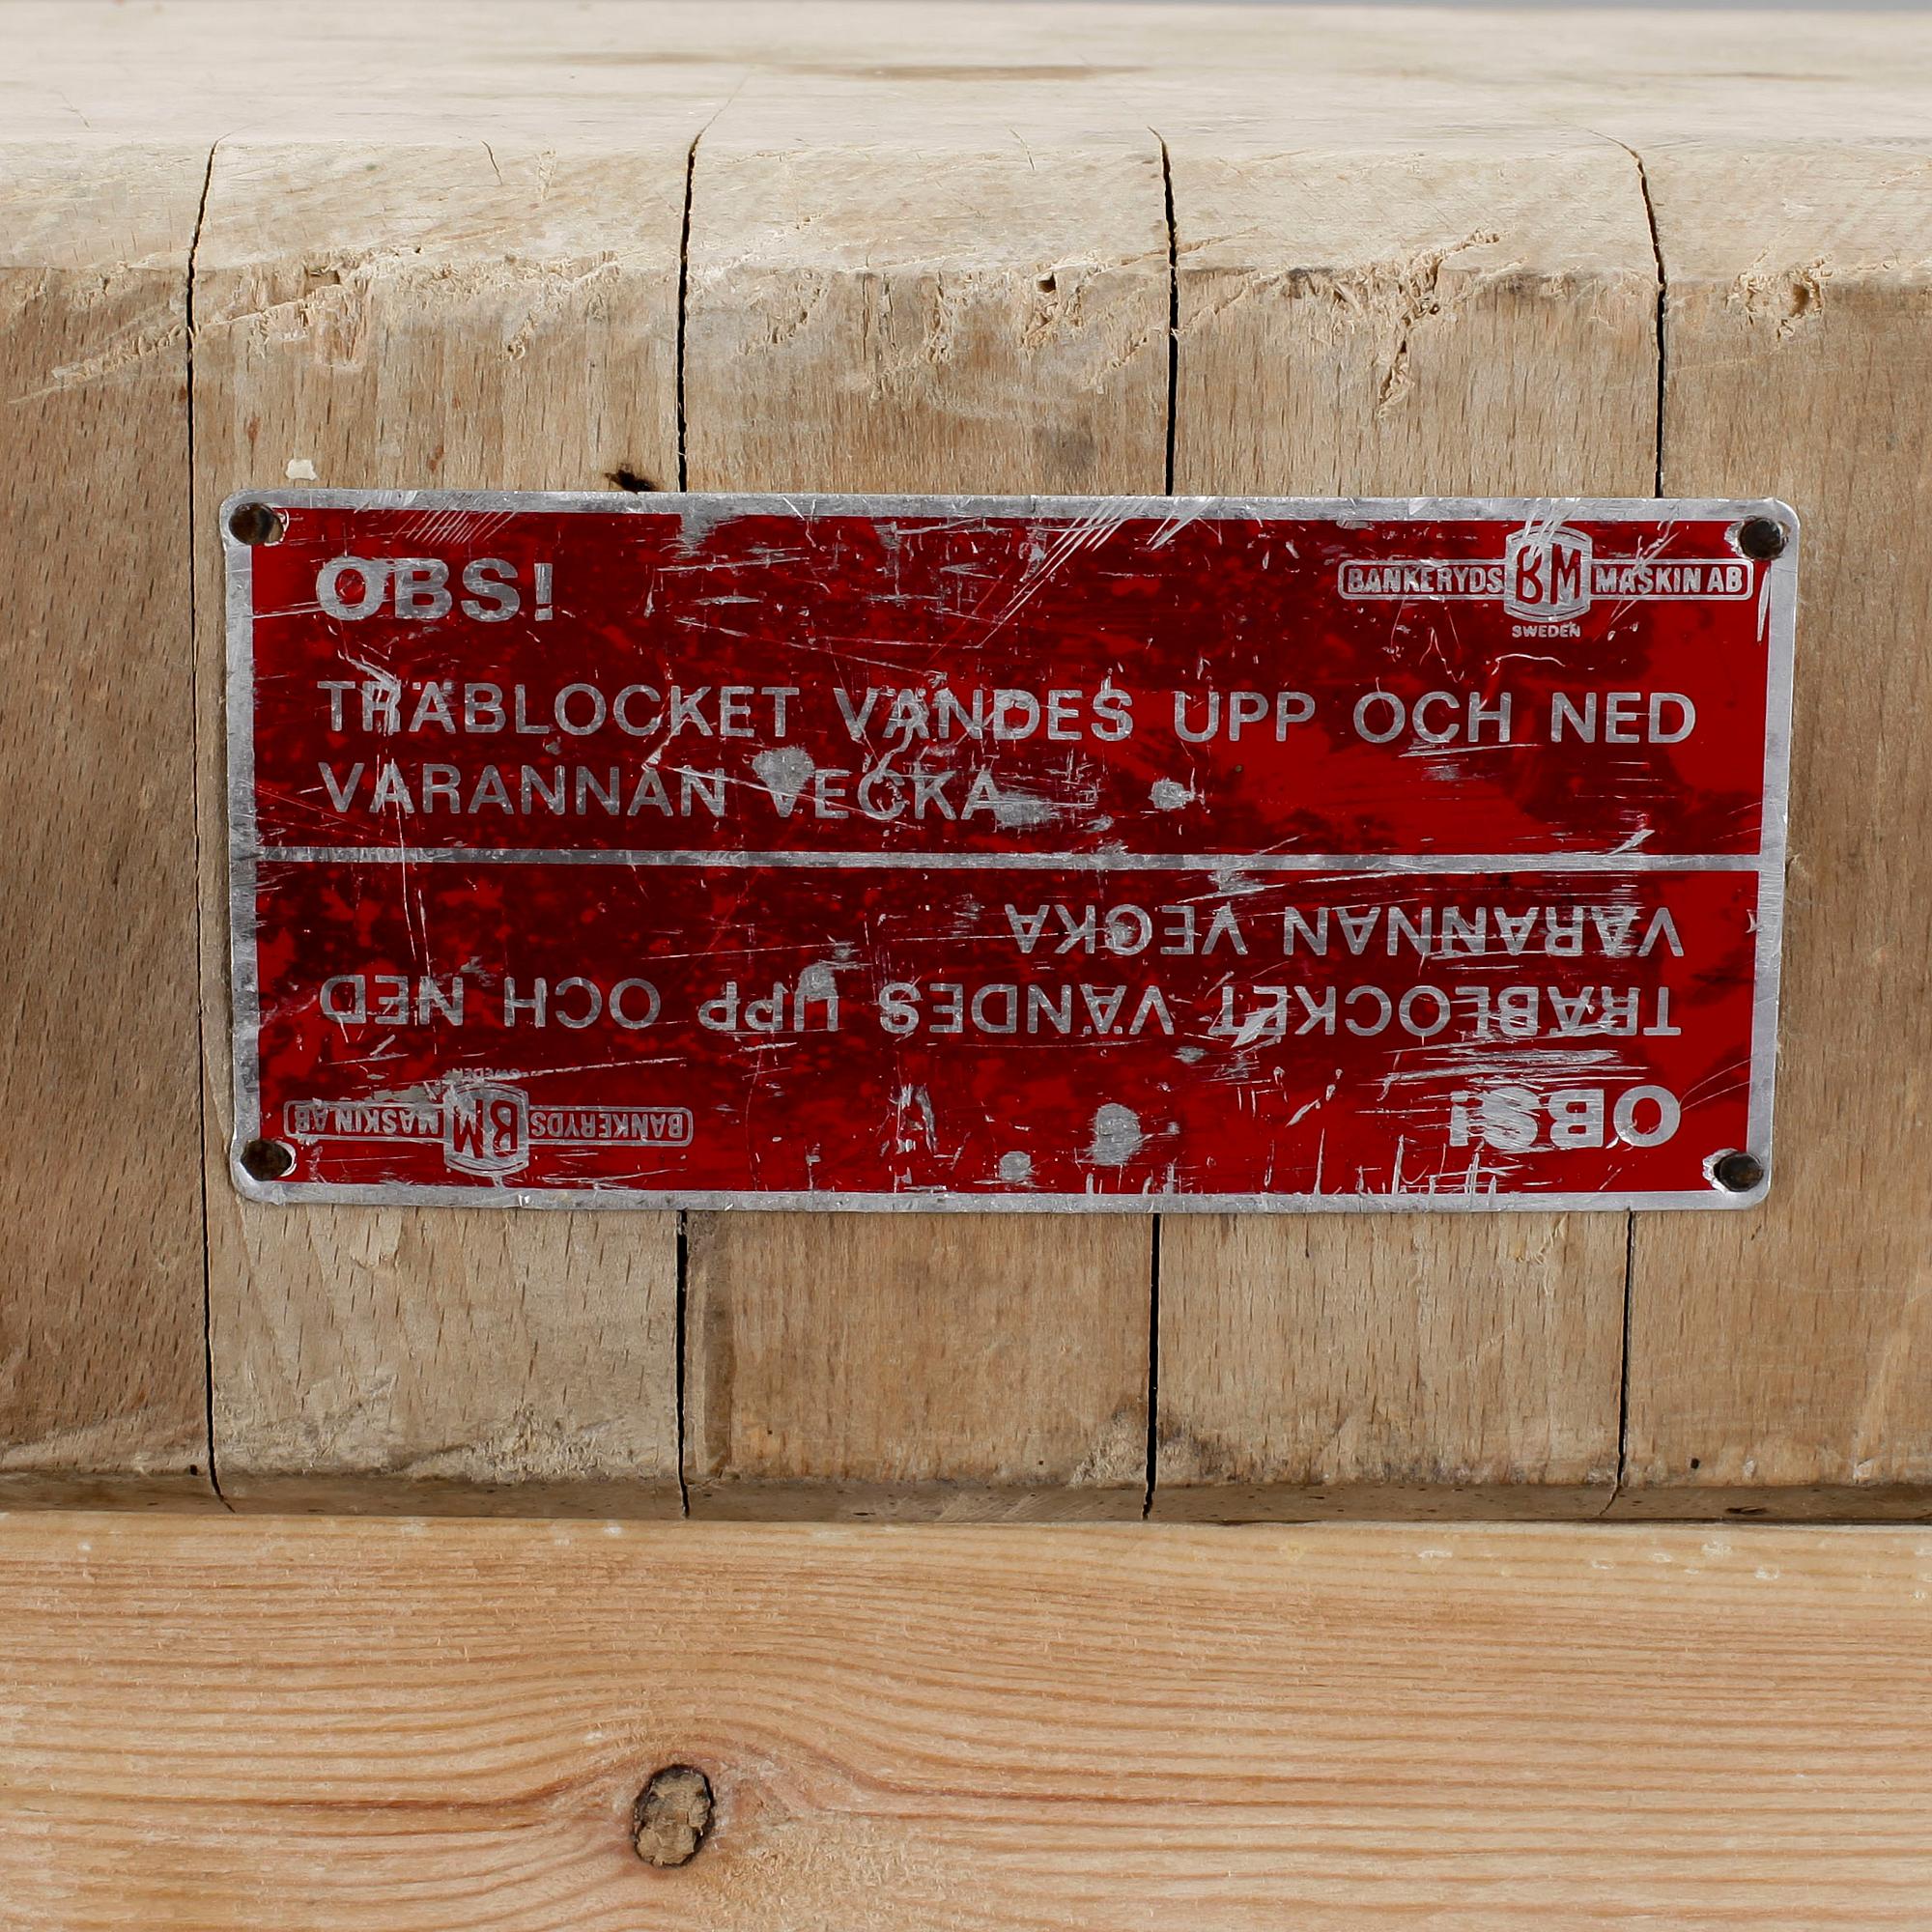 OBS!
BANKERYDS BM MASKIN AB
SWEDEN
TRÄBLOCKET VÄNDES UPP OCH NED
VARANNAN VECKA
OBS!
BANKERYDS BM MASKIN AB
SWEDEN
TRÄBLOCKET VÄNDES UPP OCH NED
VARANNAN VECKA